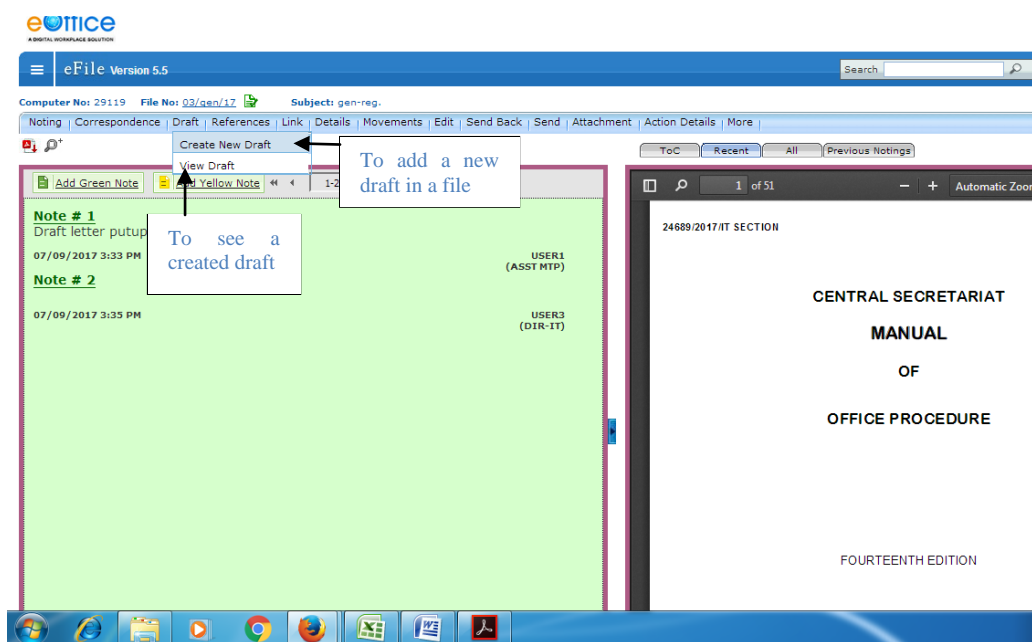 eOffice
A DIGITAL WORKPLACE SOLUTION
eFile Version 5.5
Search
Computer No: 29119 File No: 03/gen/17 Subject: gen-reg.
Noting Correspondence Draft References Link Details Movements Edit Send Back Send Attachment Action Details More
Create New Draft
View Draft
To add a new
draft in a file
ToC Recent All Previous Notings
Add Green Note Yellow Note 1-2
1 of 51 Automatic Zoom
Note # 1
Draft letter putup
To see a
created draft
07/09/2017 3:33 PM USER1
(ASST MTP)
Note # 2
07/09/2017 3:35 PM USER3
(DIR-IT)
24689/2017/IT SECTION
CENTRAL SECRETARIAT
MANUAL
OF
OFFICE PROCEDURE
FOURTEENTH EDITION